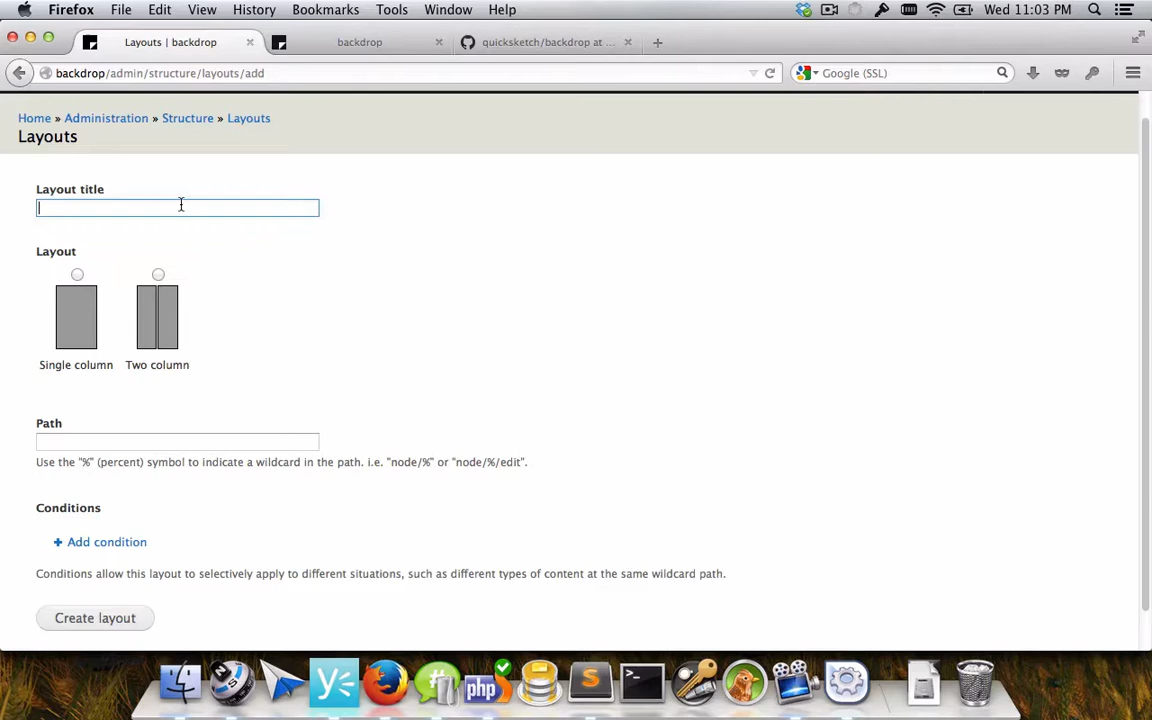 Firefox File Edit View History Bookmarks Tools Window Help Wed 11:03 PM
Layouts | backdrop backdrop quicksketch/backdrop at ...
backdrop/admin/structure/layouts/add Google (SSL)
Home » Administration » Structure » Layouts
Layouts
Layout title
Layout
Single column Two column
Path
Use the "%" (percent) symbol to indicate a wildcard in the path. i.e. "node/%" or "node/%/edit".
Conditions
+ Add condition
Conditions allow this layout to selectively apply to different situations, such as different types of content at the same wildcard path.
Create layout
php